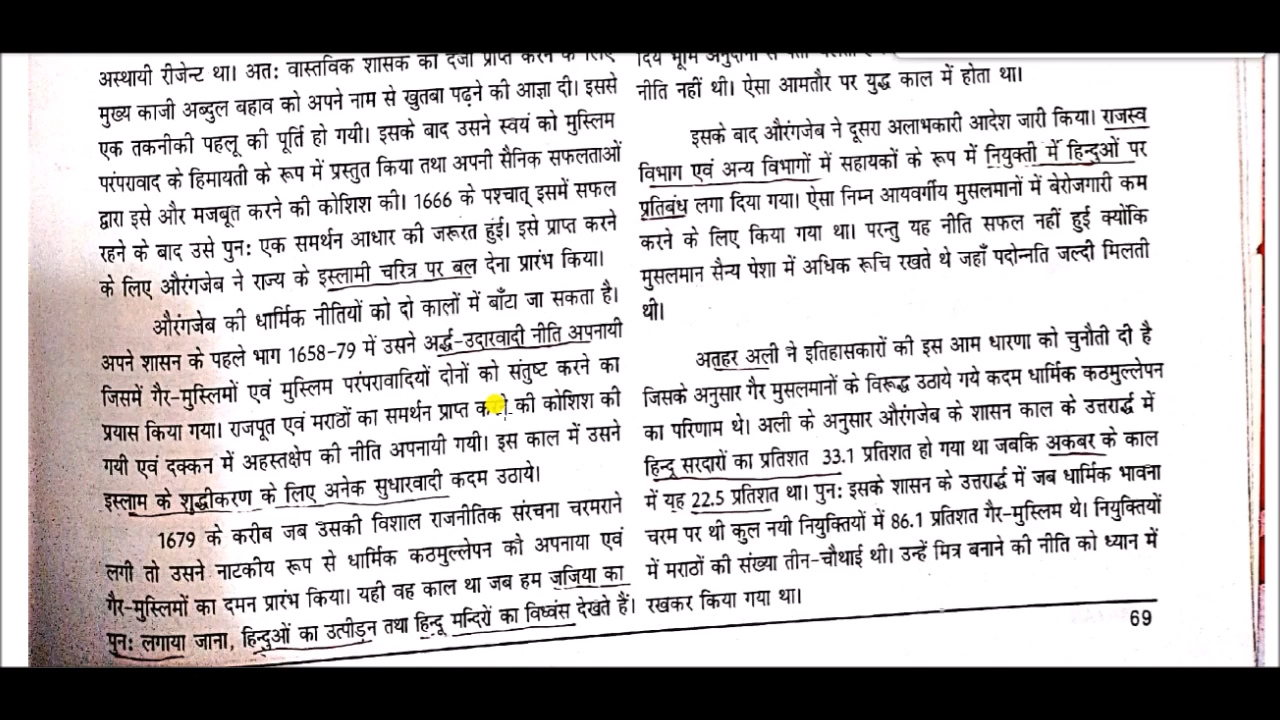 अस्थायी रीजेन्ट था। अतः वास्तविक शासक का दर्जा प्राप्त करने के लिए
मुख्य काजी अब्दुल बहाव को अपने नाम से खुतबा पढ़ने की आज्ञा दी। इससे
एक तकनीकी पहलू की पूर्ति हो गयी। इसके बाद उसने स्वयं को मुस्लिम
परंपरावाद के हिमायती के रूप में प्रस्तुत किया तथा अपनी सैनिक सफलताओं
द्वारा इसे और मजबूत करने की कोशिश की। 1666 के पश्चात् इसमें सफल
रहने के बाद उसे पुनः एक समर्थन आधार की जरूरत हुंई। इसे प्राप्त करने
के लिए औरंगजेब ने राज्य के इस्लामी चरित्र पर बल देना प्रारंभ किया।
औरंगजेब की धार्मिक नीतियों को दो कालों में बाँटा जा सकता है।
अपने शासन के पहले भाग 1658-79 में उसने अर्द्ध-उदारवादी नीति अपनायी
जिसमें गैर-मुस्लिमों एवं मुस्लिम परंपरावादियों दोनों को संतुष्ट करने का
प्रयास किया गया। राजपूत एवं मराठों का समर्थन प्राप्त की कोशिश की
गयी एवं दक्कन में अहस्तक्षेप की नीति अपनायी गयी। इस काल में उसने
इस्लाम के शुद्धीकरण के लिए अनेक सुधारवादी कदम उठाये।
1679 के करीब जब उसकी विशाल राजनीतिक संरचना चरमराने
लगी तो उसने नाटकीय रूप से धार्मिक कठमुल्लेपन को अपनाया एवं
गैर-मुस्लिमों का दमन प्रारंभ किया। यही वह काल था जब हम जजिया का
पुनः लगाया जाना, हिन्दुओं का उत्पीड़न तथा हिन्दू मन्दिरों का विध्वंस देखते हैं।
नीति नहीं थी। ऐसा आमतौर पर युद्ध काल में होता था।
इसके बाद औरंगजेब ने दूसरा अलाभकारी आदेश जारी किया। राजस्व
विभाग एवं अन्य विभागों में सहायकों के रूप में नियुक्ती में हिन्दुओं पर
प्रतिबंध लगा दिया गया। ऐसा निम्न आयवर्गीय मुसलमानों में बेरोजगारी कम
करने के लिए किया गया था। परन्तु यह नीति सफल नहीं हुई क्योंकि
मुसलमान सैन्य पेशा में अधिक रूचि रखते थे जहाँ पदोन्नति जल्दी मिलती
थी।
अतहर अली ने इतिहासकारों की इस आम धारणा को चुनौती दी है
जिसके अनुसार गैर मुसलमानों के विरूद्ध उठाये गये कदम धार्मिक कठमुल्लेपन
का परिणाम थे। अली के अनुसार औरंगजेब के शासन काल के उत्तरार्द्ध में
हिन्दू सरदारों का प्रतिशत 33.1 प्रतिशत हो गया था जबकि अकबर के काल
में यह 22.5 प्रतिशत था। पुनः इसके शासन के उत्तरार्द्ध में जब धार्मिक भावना
चरम पर थी कुल नयी नियुक्तियों में 86.1 प्रतिशत गैर-मुस्लिम थे। नियुक्तियों
में मराठों की संख्या तीन-चौथाई थी। उन्हें मित्र बनाने की नीति को ध्यान में
रखकर किया गया था।
69